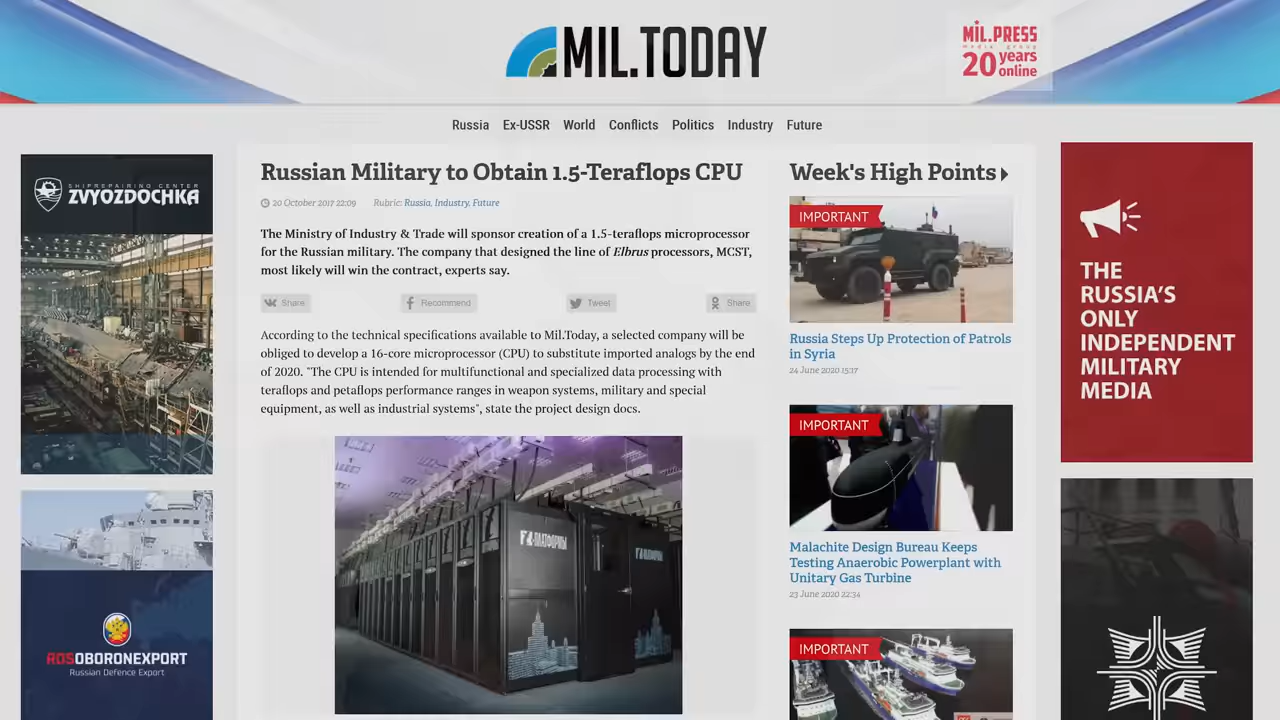 MIL.TODAY
MIL.PRESS
media group
20 years
online
Russia Ex-USSR World Conflicts Politics Industry Future
SHIPREPAIRING CENTER
ZVYOZDOCHKA
ROSOBORONEXPORT
Russian Defence Export
Russian Military to Obtain 1.5-Teraflops CPU
20 October 2017 22:09 Rubric: Russia, Industry, Future
The Ministry of Industry & Trade will sponsor creation of a 1.5-teraflops microprocessor
for the Russian military. The company that designed the line of Elbrus processors, MCST,
most likely will win the contract, experts say.
Share Recommend Tweet Share
According to the technical specifications available to Mil.Today, a selected company will be
obliged to develop a 16-core microprocessor (CPU) to substitute imported analogs by the end
of 2020. "The CPU is intended for multifunctional and specialized data processing with
teraflops and petaflops performance ranges in weapon systems, military and special
equipment, as well as industrial systems", state the project design docs.
Т-ПЛАТФОРМЫ
Т-ПЛАТФОРМЫ
Week's High Points
IMPORTANT
Russia Steps Up Protection of Patrols
in Syria
24 June 2020 15:17
IMPORTANT
Malachite Design Bureau Keeps
Testing Anaerobic Powerplant with
Unitary Gas Turbine
23 June 2020 22:34
IMPORTANT
THE
RUSSIA'S
ONLY
INDEPENDENT
MILITARY
MEDIA